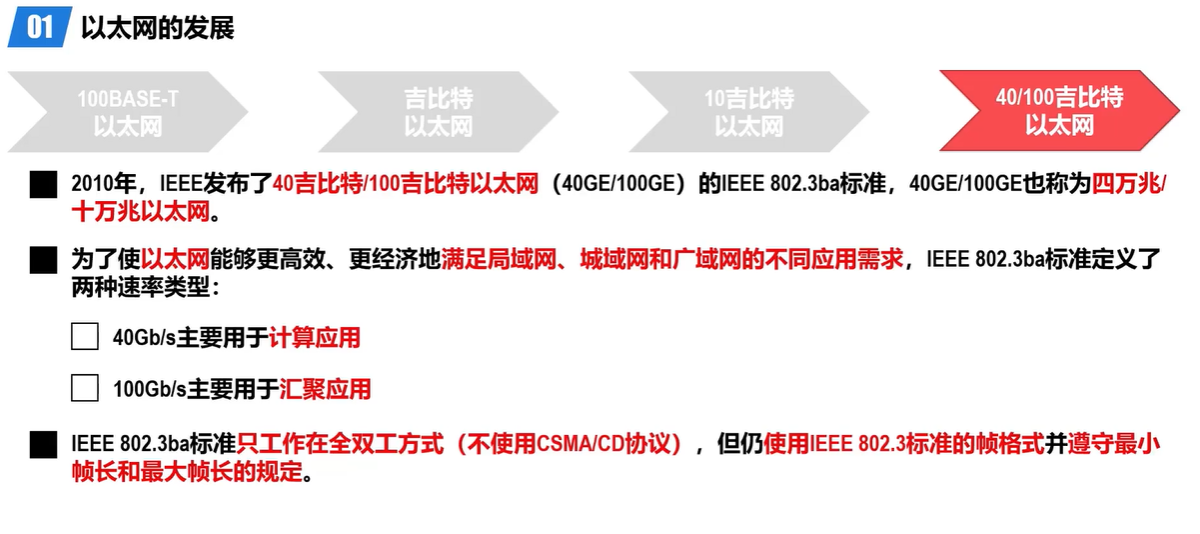 01 以太网的发展
100BASE-T
以太网
吉比特
以太网
10吉比特
以太网
40/100吉比特
以太网
2010年，IEEE发布了40吉比特/100吉比特以太网（40GE/100GE）的IEEE 802.3ba标准，40GE/100GE也称为四万兆/
十万兆以太网。
为了使以太网能够更高效、更经济地满足局域网、城域网和广域网的不同应用需求，IEEE 802.3ba标准定义了
两种速率类型：
40Gb/s主要用于计算应用
100Gb/s主要用于汇聚应用
IEEE 802.3ba标准只工作在全双工方式（不使用CSMA/CD协议），但仍使用IEEE 802.3标准的帧格式并遵守最小
帧长和最大帧长的规定。